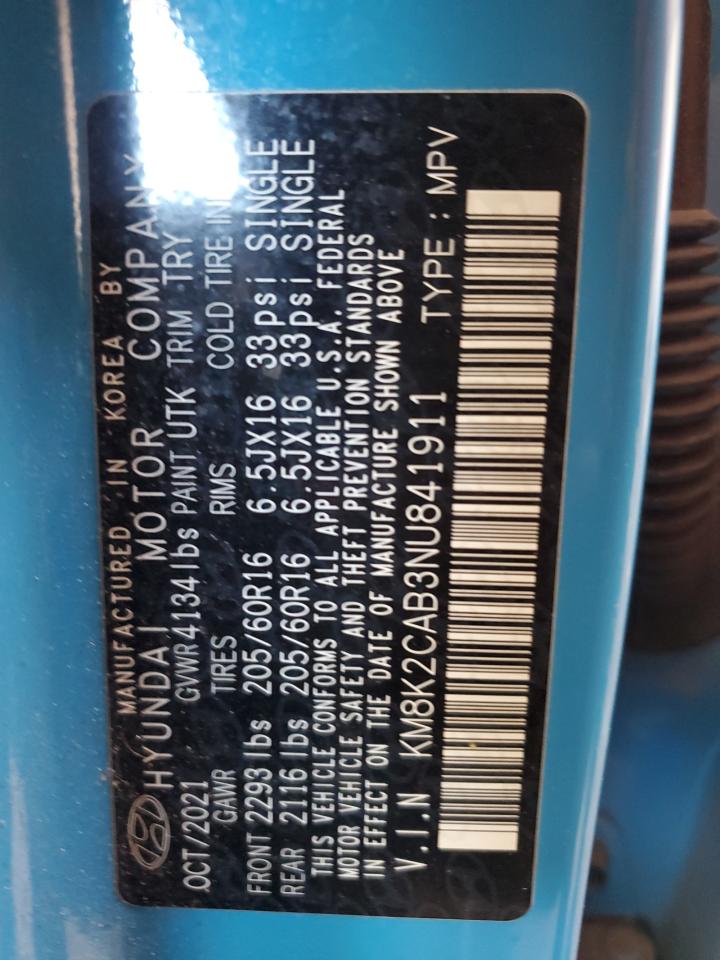 MANUFACTURED IN KOREA BY
HYUNDAI MOTOR COMPANY
OCT/2021 GVWR 4134 lbs PAINT UTK TRIM TRY
GAWR TIRES RIMS COLD TIRE
FRONT 2293 lbs 205/60R16 6.5JX16 33psi SINGLE
REAR 2116 lbs 205/60R16 6.5JX16 33psi SINGLE
THIS VEHICLE CONFORMS TO ALL APPLICABLE U.S.A. FEDERAL
MOTOR VEHICLE SAFETY AND THEFT PREVENTION STANDARDS
IN EFFECT ON THE DATE OF MANUFACTURE SHOWN ABOVE
V.I.N KM8K2CAB3NU841911 TYPE : MPV